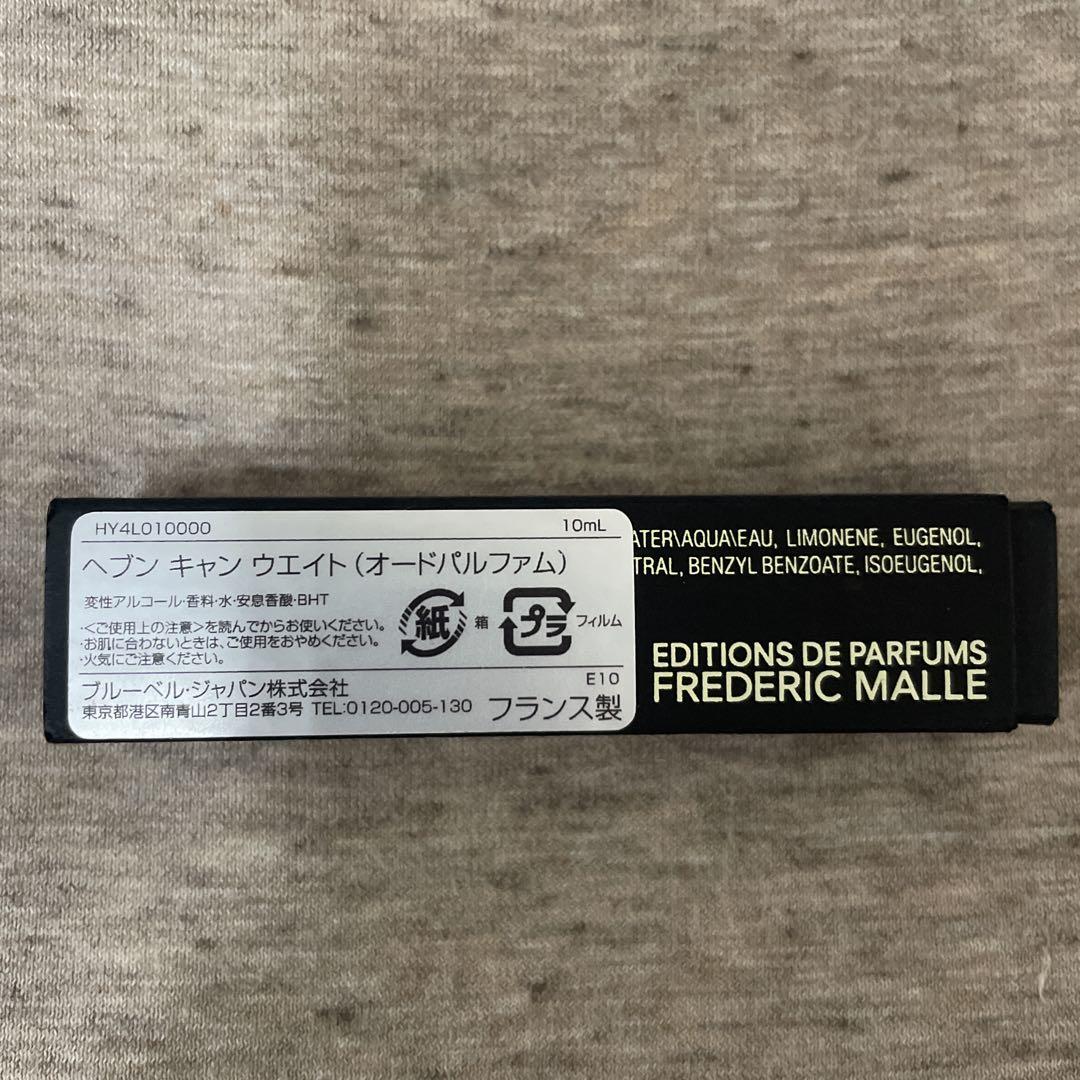 HY4L010000 10mL
ヘブン キャン ウエイト(オードパルファム)
変性アルコール・香料・水・安息香酸・BHT
・<ご使用上の注意>を読んでからお使いください。
・お肌に合わないときは、ご使用をおやめください。
・火気にご注意ください。
紙 箱 プラ フィルム
ブルーベル・ジャパン株式会社 E10
東京都港区南青山2丁目2番3号 TEL:0120-005-130 フランス製
ATER\AQUA\EAU, LIMONENE, EUGENOL,
TRAL, BENZYL BENZOATE, ISOEUGENOL,
EDITIONS DE PARFUMS
FREDERIC MALLE